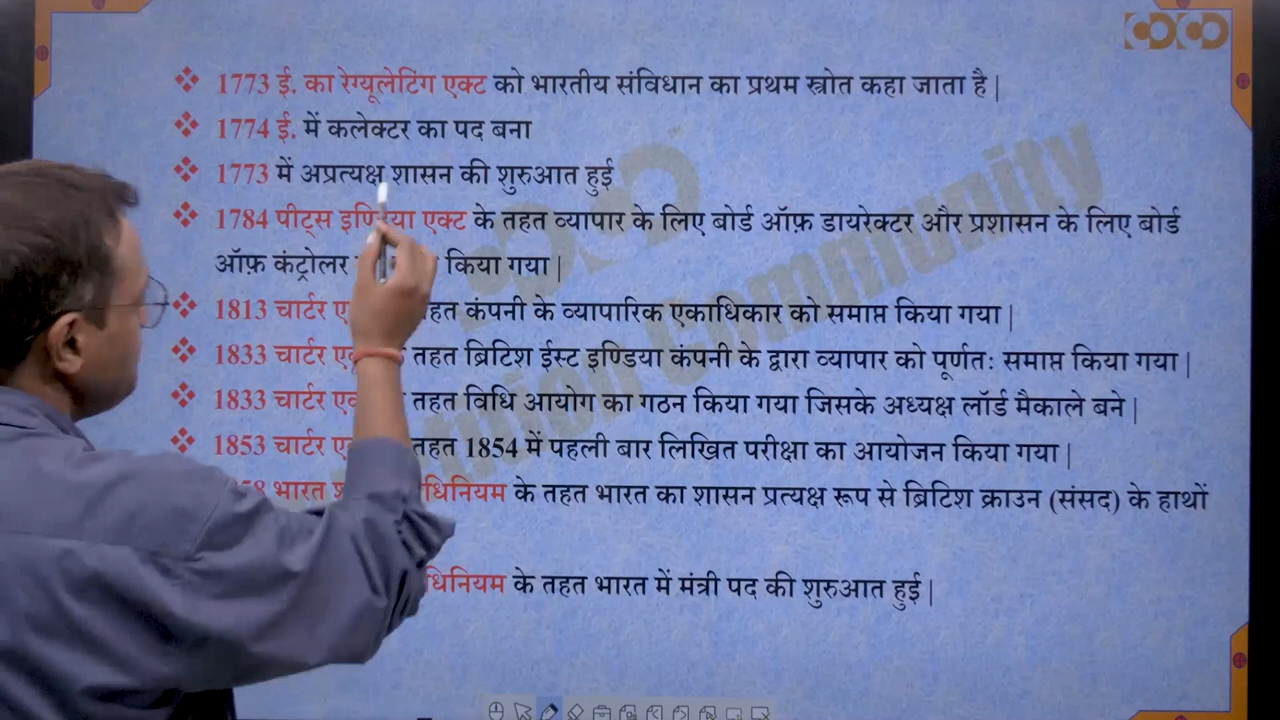 1773 ई. का रेग्यूलेटिंग एक्ट को भारतीय संविधान का प्रथम स्त्रोत कहा जाता है |
1774 ई. में कलेक्टर का पद बना
1773 में अप्रत्यक्ष शासन की शुरुआत हुई
1784 पीट्स इण्डिया एक्ट के तहत व्यापार के लिए बोर्ड ऑफ़ डायरेक्टर और प्रशासन के लिए बोर्ड
ऑफ़ कंट्रोलर किया गया |
1813 चार्टर तहत कंपनी के व्यापारिक एकाधिकार को समाप्त किया गया |
1833 चार्टर तहत ब्रिटिश ईस्ट इण्डिया कंपनी के द्वारा व्यापार को पूर्णतः समाप्त किया गया |
1833 चार्टर तहत विधि आयोग का गठन किया गया जिसके अध्यक्ष लॉर्ड मैकाले बने |
1853 चार्टर तहत 1854 में पहली बार लिखित परीक्षा का आयोजन किया गया |
भारत धिनियम के तहत भारत का शासन प्रत्यक्ष रूप से ब्रिटिश क्राउन (संसद) के हाथों
धिनियम के तहत भारत में मंत्री पद की शुरुआत हुई |
Community